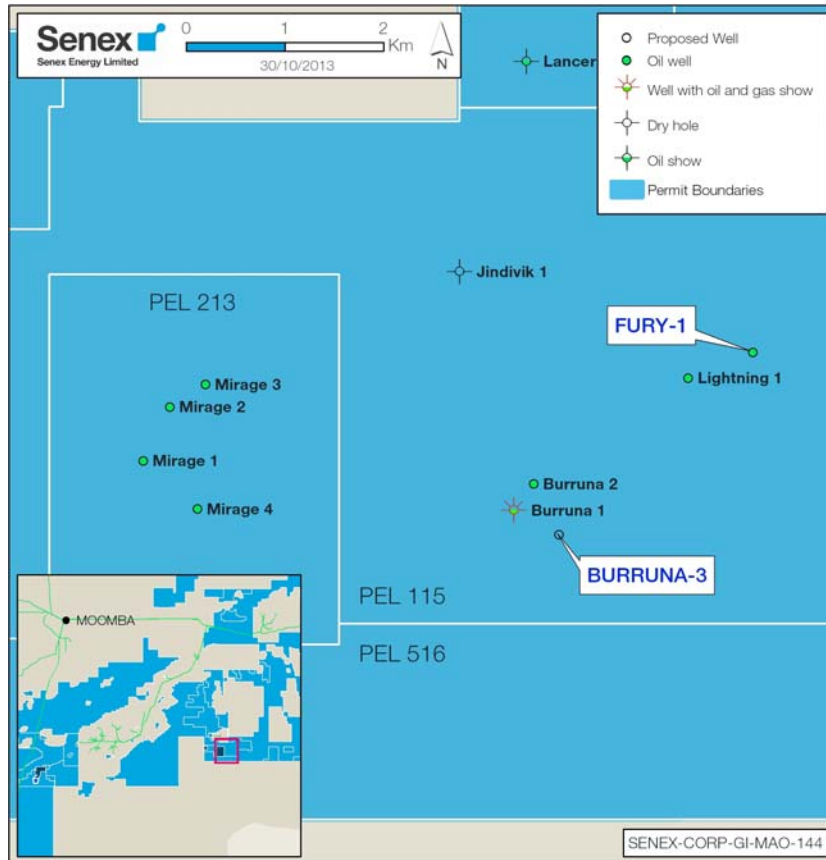 Senex
Senex Energy Limited
0 1 2
Km
30/10/2013
N
Proposed Well
Oil well
Well with oil and gas show
Dry hole
Oil show
Permit Boundaries
Lancer
Jindivik 1
PEL 213
FURY-1
Lightning 1
Mirage 3
Mirage 2
Mirage 1
Mirage 4
Burruna 2
Burruna 1
BURRUNA-3
PEL 115
PEL 516
MOOMBA
SENEX-CORP-GI-MAO-144